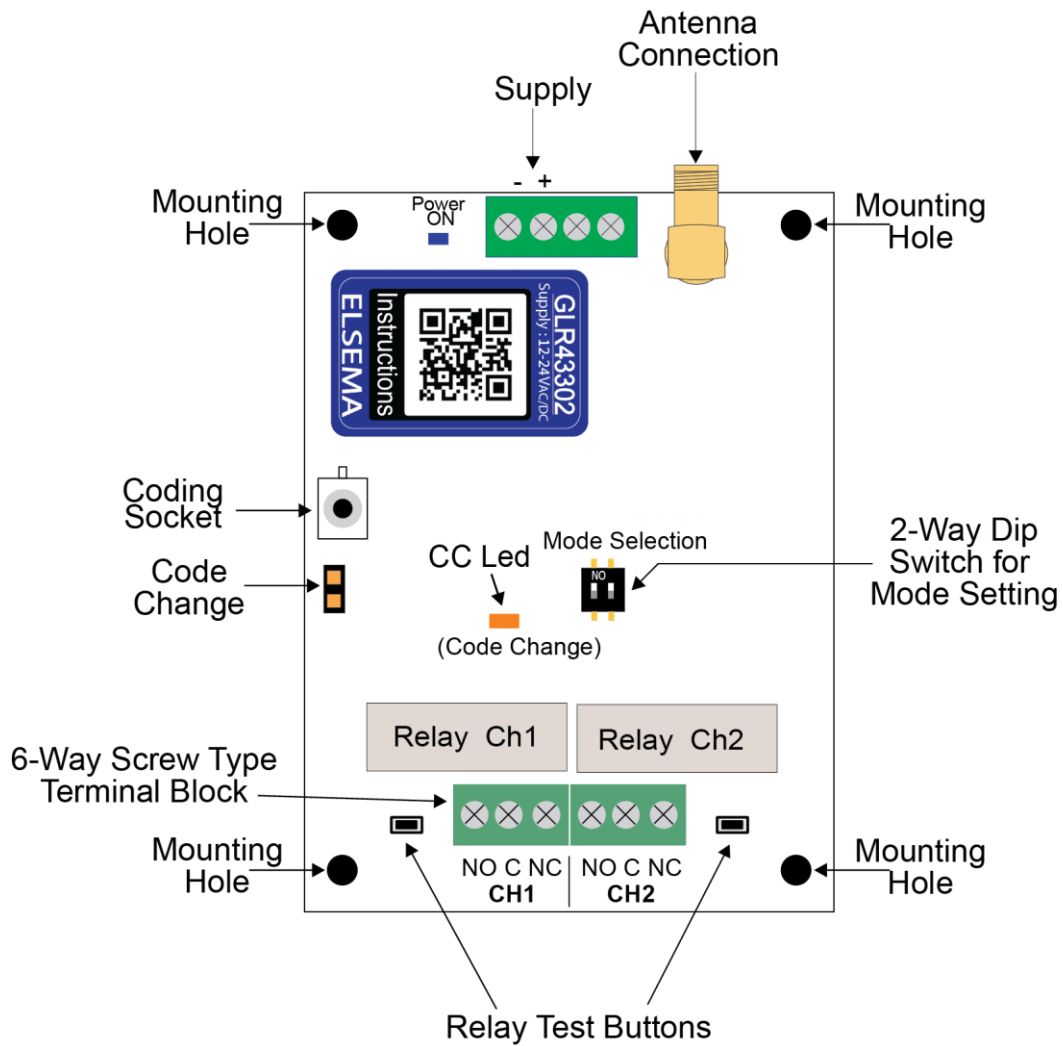 Antenna
Connection
Supply
- +
Mounting
Hole
Power
ON
Mounting
Hole
GLR43302
Supply : 12-24VAC/DC
Instructions
ELSEMA
Coding
Socket
Code
Change
CC Led
(Code Change)
Mode Selection
NO
2-Way Dip
Switch for
Mode Setting
Relay Ch1
Relay Ch2
6-Way Screw Type
Terminal Block
Mounting
Hole
NO C NC
CH1
NO C NC
CH2
Mounting
Hole
Relay Test Buttons